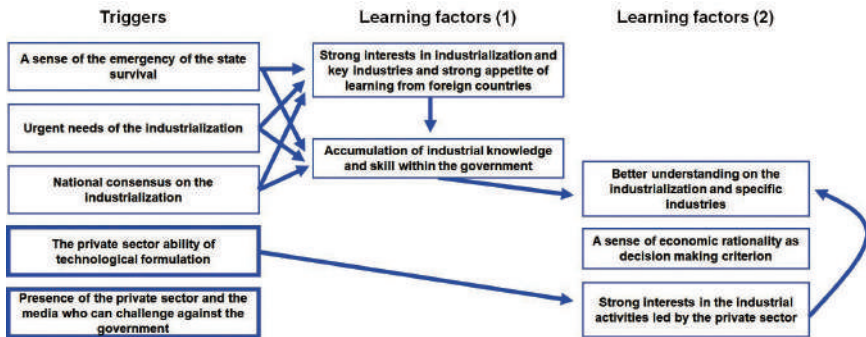 Triggers
Learning factors (1)
Learning factors (2)
A sense of the emergency of the state
survival
Urgent needs of the industrialization
National consensus on the
industrialization
The private sector ability of
technological formulation
Presence of the private sector and the
media who can challenge against the
government
Strong interests in industrialization and
key industries and strong appetite of
learning from foreign countries
Accumulation of industrial knowledge
and skill within the government
Better understanding on the
industrialization and specific
industries
A sense of economic rationality as
decision making criterion
Strong Interests in the industrial
activities led by the private sector